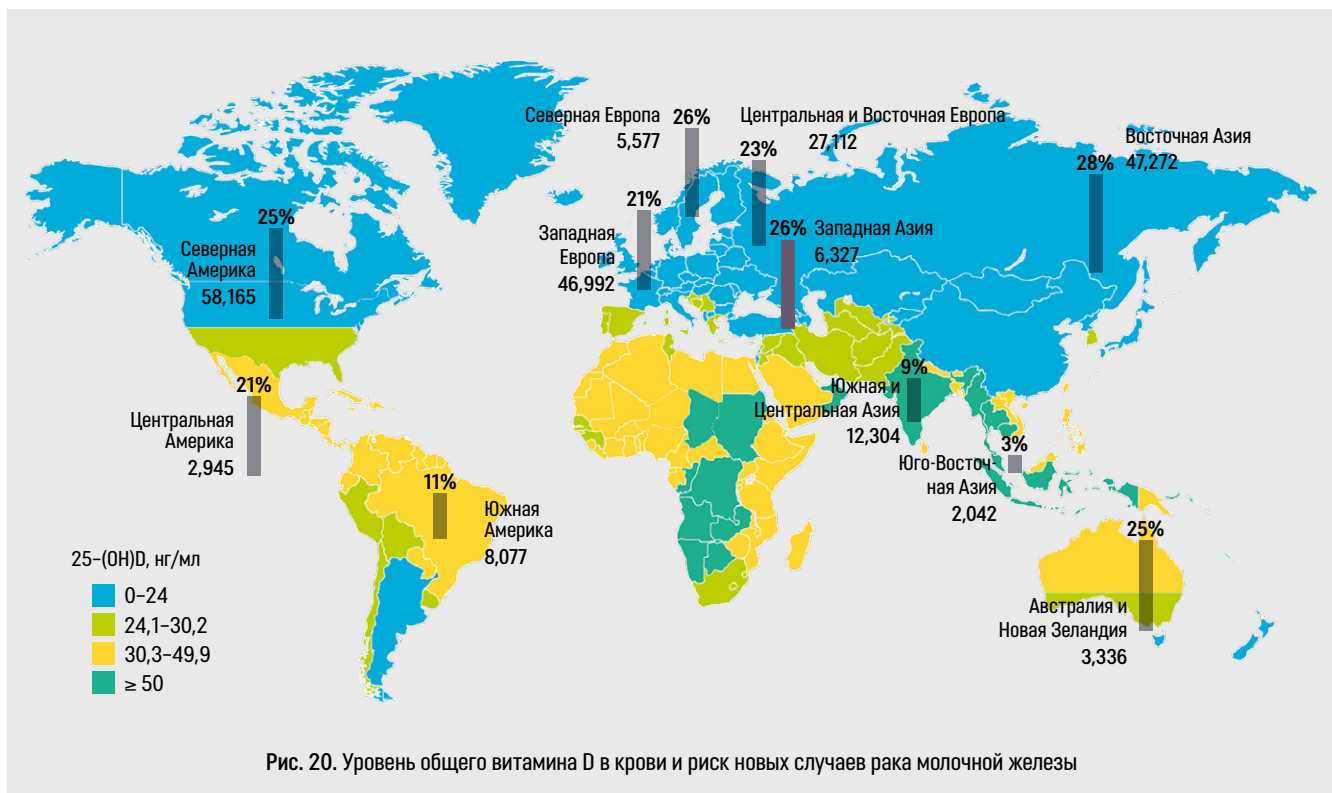 Северная Европа
5,577
26%
Центральная и Восточная Европа
27,112
23%
Восточная Азия
47,272
28%
Западная
Европа
46,992
21%
26%
Западная Азия
6,327
25%
Северная
Америка
58,165
21%
Центральная
Америка
2,945
11%
Южная
Америка
8,077
9%
Южная и
Центральная Азия
12,304
3%
Юго-Восточ-
ная Азия
2,042
25%
Австралия и
Новая Зеландия
3,336
25-(OH)D, нг/мл
0-24
24,1-30,2
30,3-49,9
≥ 50
Рис. 20. Уровень общего витамина D в крови и риск новых случаев рака молочной железы